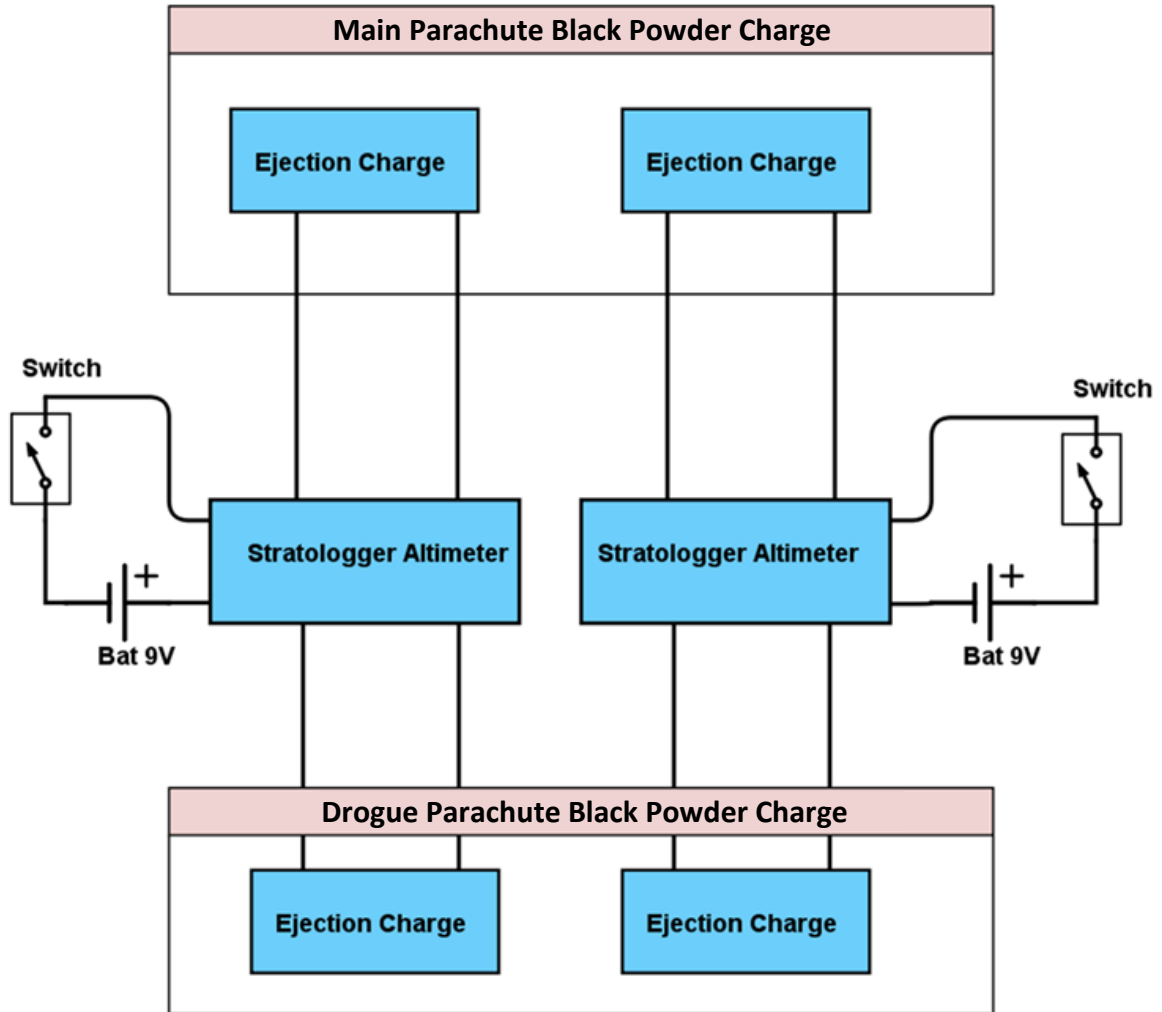 Main Parachute Black Powder Charge
Ejection Charge
Ejection Charge
Switch
Switch
Stratologger Altimeter
Stratologger Altimeter
+
+
Bat 9V
Bat 9V
Drogue Parachute Black Powder Charge
Ejection Charge
Ejection Charge